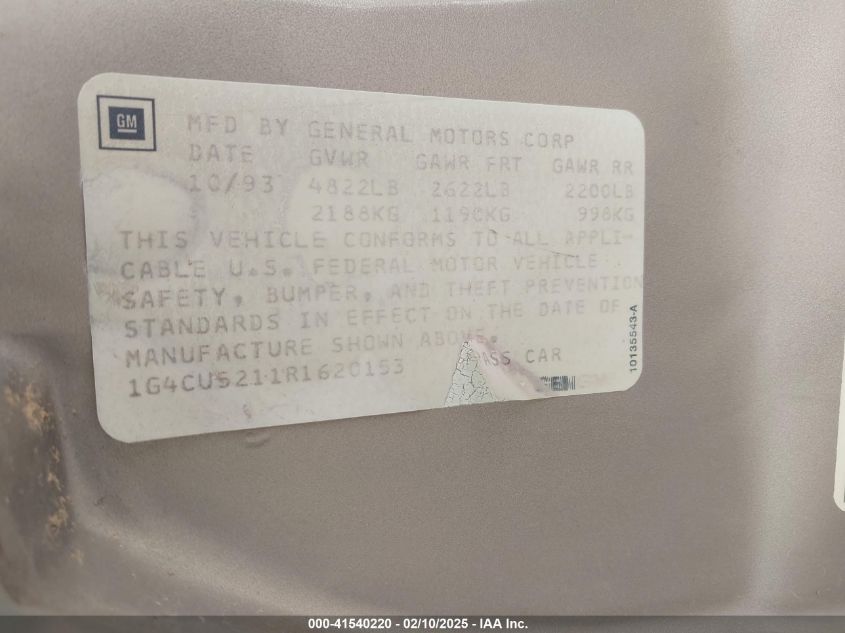 GM
MFD BY GENERAL MOTORS CORP
DATE GVWR GAWR FRT GAWR RR
10/93 4822LB 2622LB 2200LB
2188KG 1190KG 998KG
THIS VEHICLE CONFORMS TO ALL APPLI-
CABLE U.S. FEDERAL MOTOR VEHICLE
SAFETY, BUMPER, AND THEFT PREVENTION
STANDARDS IN EFFECT ON THE DATE OF
MANUFACTURE SHOWN ABOVE.
1G4CU5211R1620153 PASS CAR
10135543-A
000-41540220 - 02/10/2025 - IAA Inc.